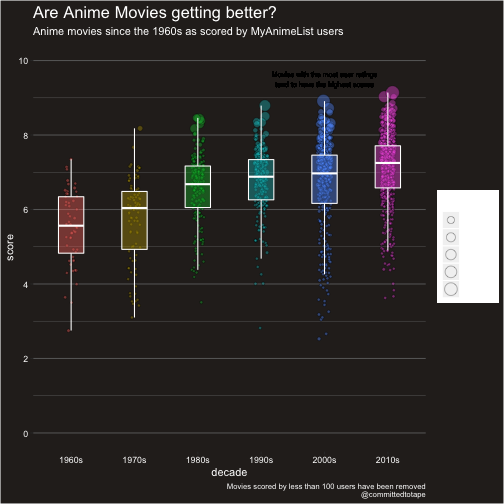 Are Anime Movies getting better?
Anime movies since the 1960s as scored by MyAnimeList users
10
Movies with the most user ratings
tend to have the highest scores
8
6
score
4
2
0
1960s 1970s 1980s 1990s 2000s 2010s
decade
Movies scored by less than 100 users have been removed
@committedtotape